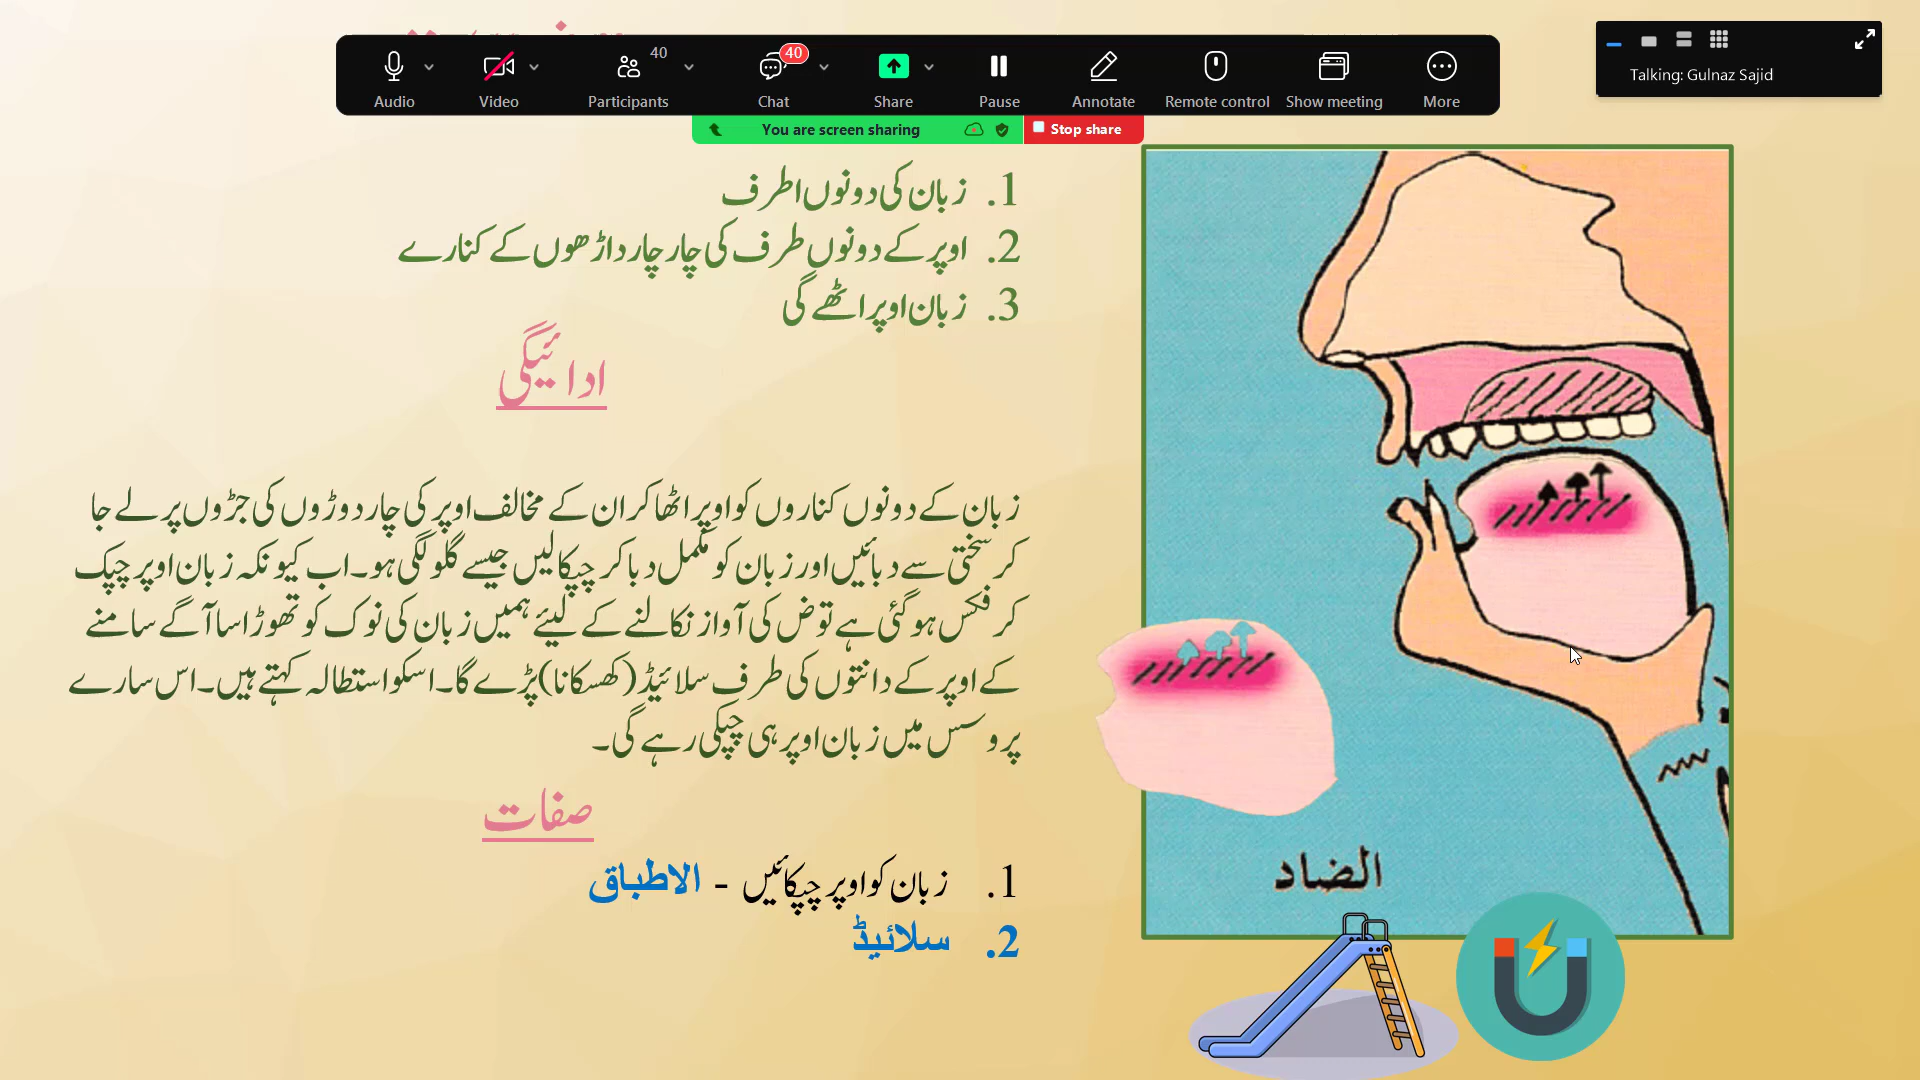 40
40
Audio
Video
Participants
Chat
Share
Pause
Annotate
Remote control
Show meeting
More
Talking: Gulnaz Sajid
You are screen sharing
Stop share
1. زبان کی دونوں اطرف
2. اوپر کے دونوں طرف کی چار چار داڑھوں کے کنارے
3. زبان اوپر اٹھے گی
ادائیگی
زبان کے دونوں کناروں کو اوپر اٹھا کر ان کے مخالف اوپر کی چار دوڑوں کی جڑوں پر لے جا
کر سختی سے دبائیں اور زبان کو مکمل دبا کر چپکا لیں جیسے گلو لگی ہو۔ اب کیونکہ زبان اوپر چپک
کر فکس ہو گئی ہے تو ض کی آواز نکالنے کے لیئے ہمیں زبان کی نوک کو تھوڑا سا آگے سامنے
کے اوپر کے دانتوں کی طرف سلائیڈ (کھسکانا) پڑے گا۔ اسکو استطالہ کہتے ہیں۔ اس سارے
پروسس میں زبان اوپر ہی چپکی رہے گی۔
صفات
1. زبان کو اوپر چپکائیں - الاطباق
2. سلائیڈ
الضاد